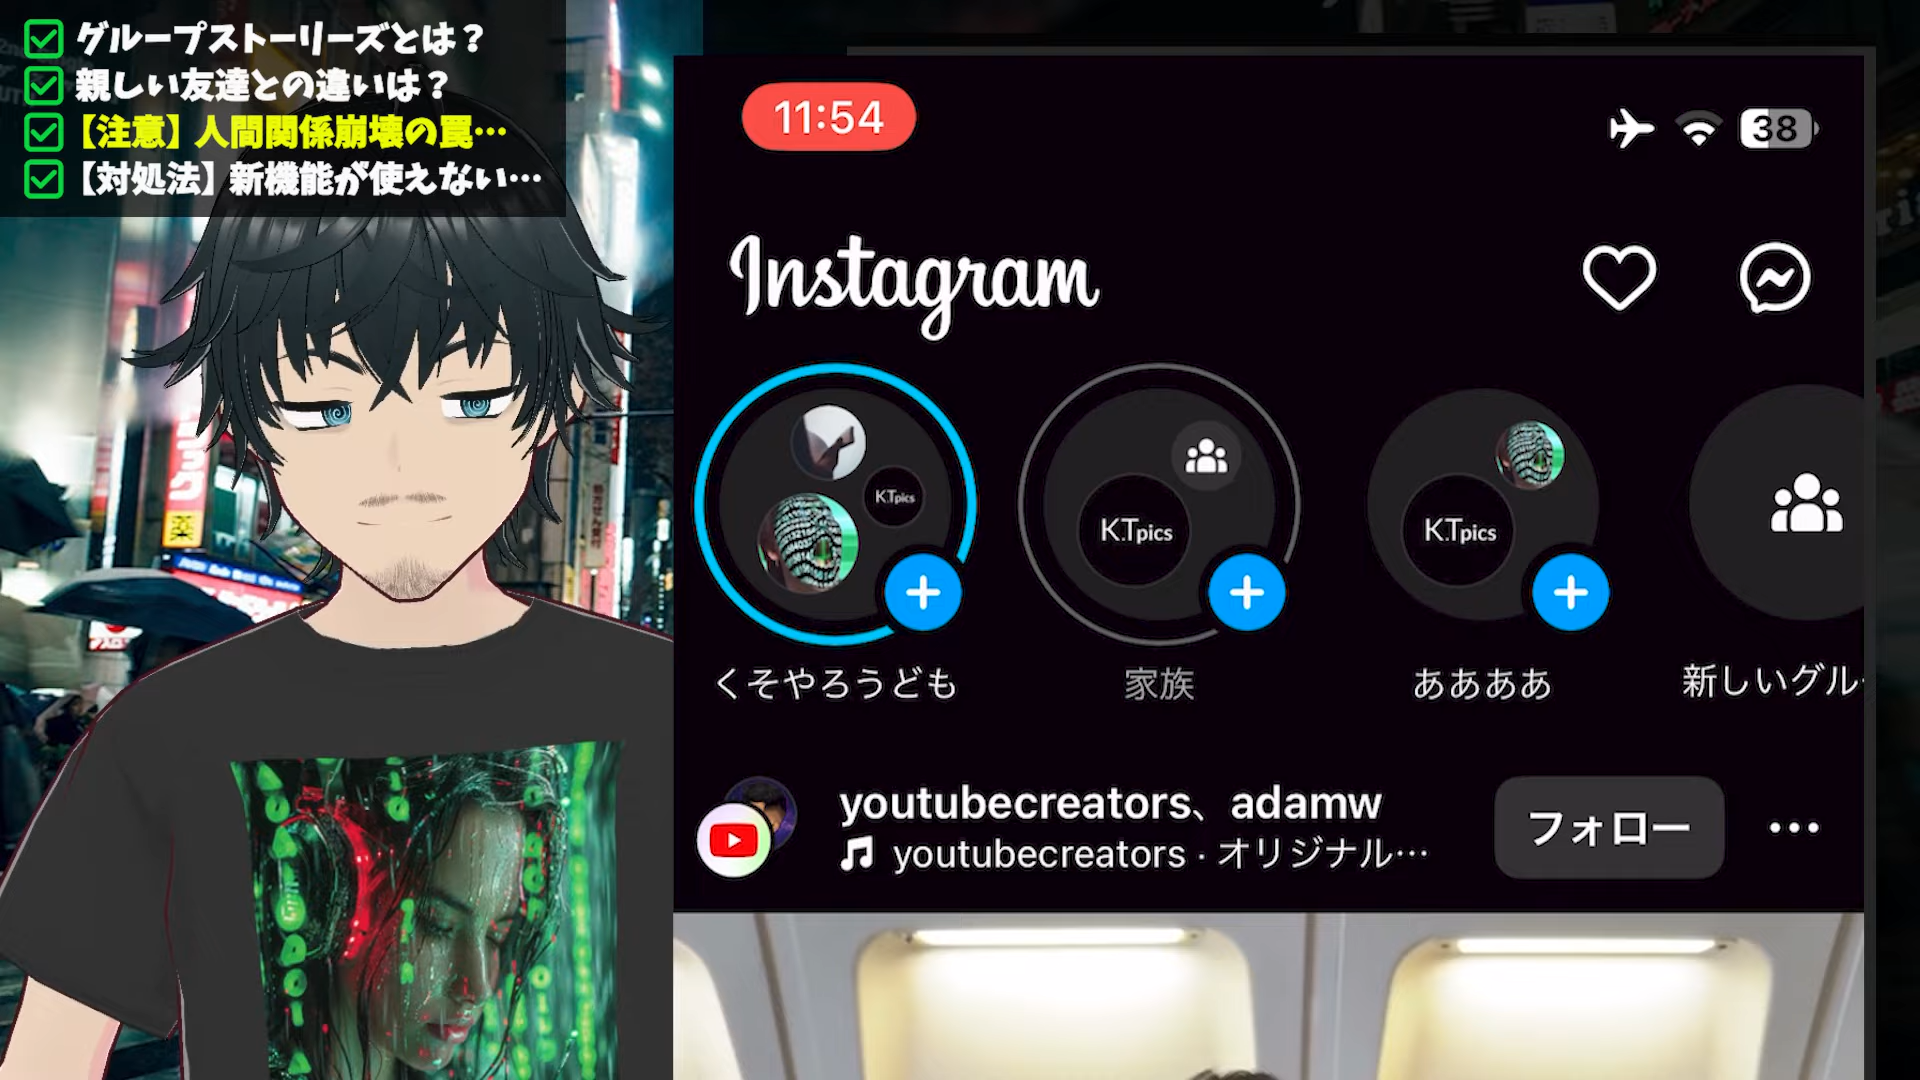 グループストーリーズとは？
親しい友達との違いは？
【注意】人間関係崩壊の罠…
【対処法】新機能が使えない…
11:54
38
Instagram
K.Tpics
K.Tpics
K.Tpics
くそやろうども
家族
ああああ
新しいグル
youtubecreators、adamw
フォロー
youtubecreators · オリジナル…
薬